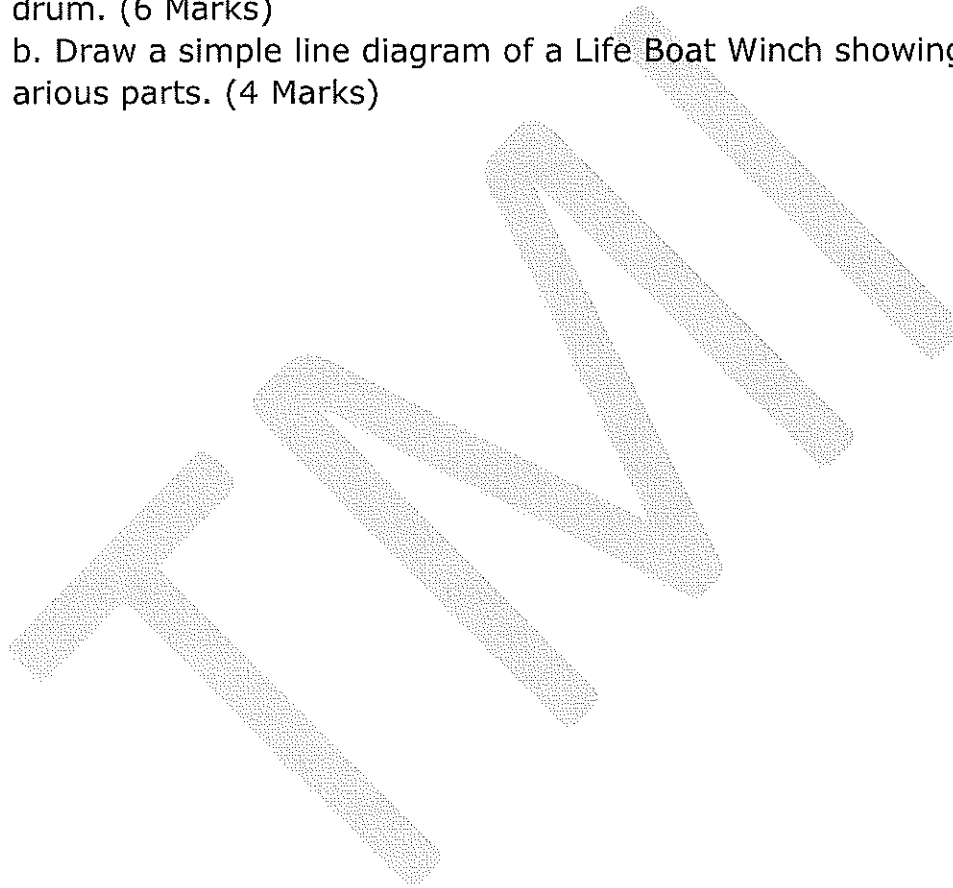 drum. (6 Marks)
b. Draw a simple line diagram of a Life Boat Winch showing
arious parts. (4 Marks)
TMI